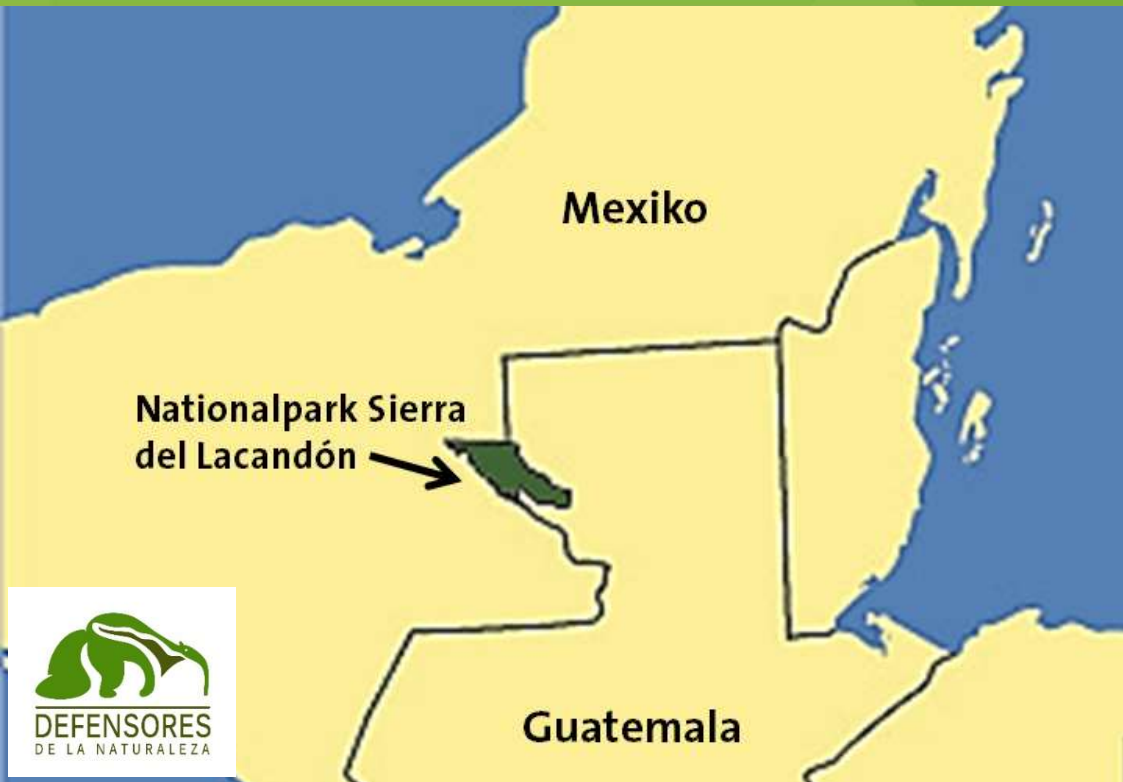 Mexiko
Nationalpark Sierra
del Lacandón
Guatemala
DEFENSORES
DE LA NATURALEZA